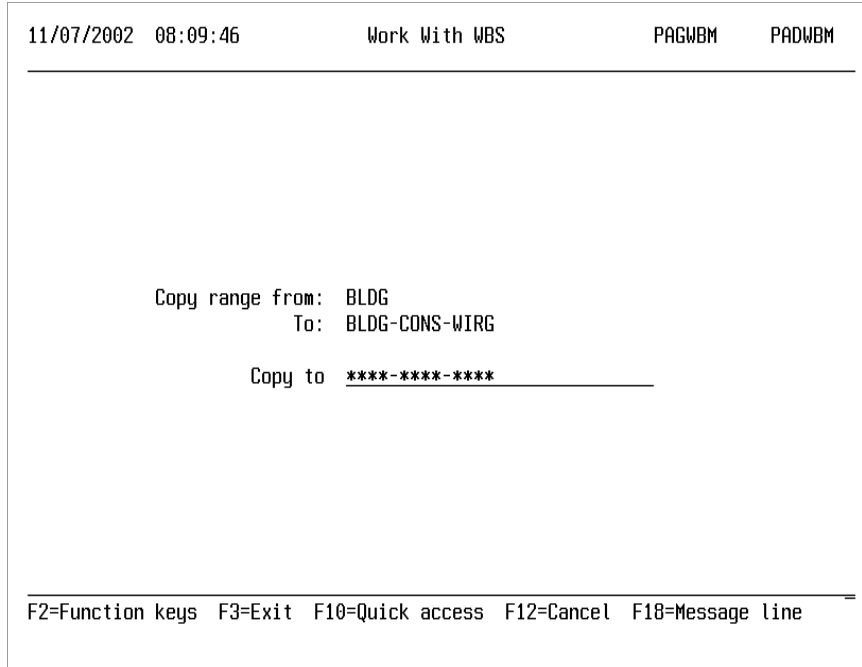 11/07/2002 08:09:46 Work With WBS PAGWBM PADWBM
Copy range from: BLDG
To: BLDG-CONS-WIRG
Copy to ****-****-****
F2=Function keys F3=Exit F10=Quick access F12=Cancel F18=Message line